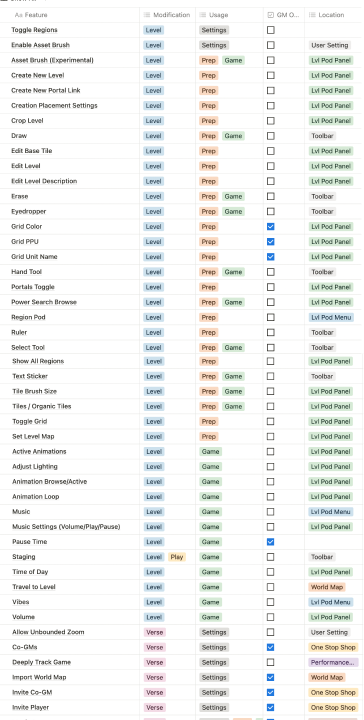 Aa Feature Modification Usage GM O... Location
Toggle Regions Level Settings
Enable Asset Brush Level Settings User Setting
Asset Brush (Experimental) Level Prep Game Lvl Pod Panel
Create New Level Level Prep Lvl Pod Panel
Create New Portal Link Level Prep Lvl Pod Panel
Creation Placement Settings Level Prep Lvl Pod Panel
Crop Level Level Prep Lvl Pod Panel
Draw Level Prep Game Toolbar
Edit Base Tile Level Prep Lvl Pod Panel
Edit Level Level Prep Lvl Pod Panel
Edit Level Description Level Prep Lvl Pod Panel
Erase Level Prep Game Toolbar
Eyedropper Level Prep Game Toolbar
Grid Color Level Prep Lvl Pod Panel
Grid PPU Level Prep Lvl Pod Panel
Grid Unit Name Level Prep Lvl Pod Panel
Hand Tool Level Prep Game Toolbar
Portals Toggle Level Prep Lvl Pod Panel
Power Search Browse Level Prep Game Lvl Pod Panel
Region Pod Level Prep Lvl Pod Menu
Ruler Level Prep Toolbar
Select Tool Level Prep Game Toolbar
Show All Regions Level Prep Lvl Pod Panel
Text Sticker Level Prep Game Toolbar
Tile Brush Size Level Prep Game Lvl Pod Panel
Tiles / Organic Tiles Level Prep Game Lvl Pod Panel
Toggle Grid Level Prep Lvl Pod Panel
Set Level Map Level Prep Lvl Pod Panel
Active Animations Level Game Lvl Pod Panel
Adjust Lighting Level Game Lvl Pod Panel
Animation Browse/Active Level Game Lvl Pod Panel
Animation Loop Level Game Lvl Pod Panel
Music Level Game Lvl Pod Menu
Music Settings (Volume/Play/Pause) Level Game Lvl Pod Panel
Pause Time Level Game
Staging Level Play Game Toolbar
Time of Day Level Game Lvl Pod Panel
Travel to Level Level Game World Map
Vibes Level Game Lvl Pod Menu
Volume Level Game Lvl Pod Panel
Allow Unbounded Zoom Verse Settings User Setting
Co-GMs Verse Settings One Stop Shop
Deeply Track Game Verse Settings Performance...
Import World Map Verse Settings World Map
Invite Co-GM Verse Settings One Stop Shop
Invite Player Verse Settings One Stop Shop